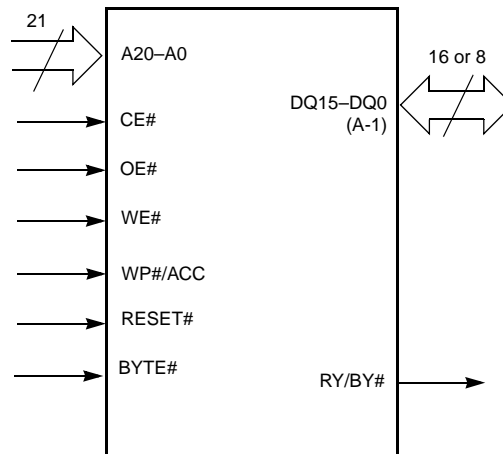 21
A20–A0
16 or 8
CE#
DQ15–DQ0
(A-1)
OE#
WE#
WP#/ACC
RESET#
BYTE#
RY/BY#